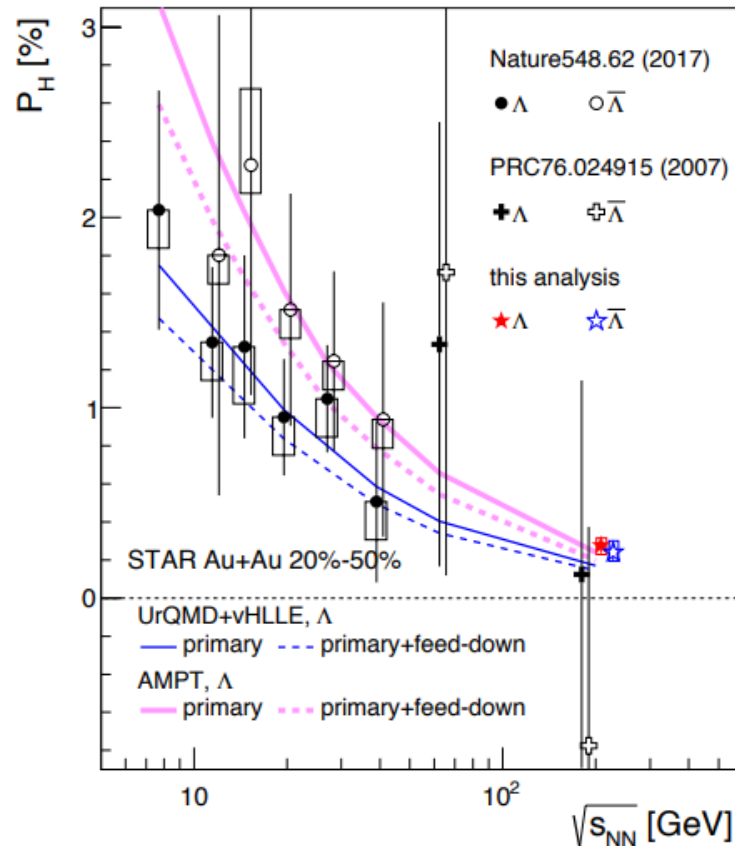 P_H [%]
3
2
1
0
10
10²
√s_NN [GeV]
Nature548.62 (2017)
Λ Λ̅
PRC76.024915 (2007)
Λ Λ̅
this analysis
Λ Λ̅
STAR Au+Au 20%-50%
UrQMD+vHLLE, Λ
primary primary+feed-down
AMPT, Λ
primary primary+feed-down